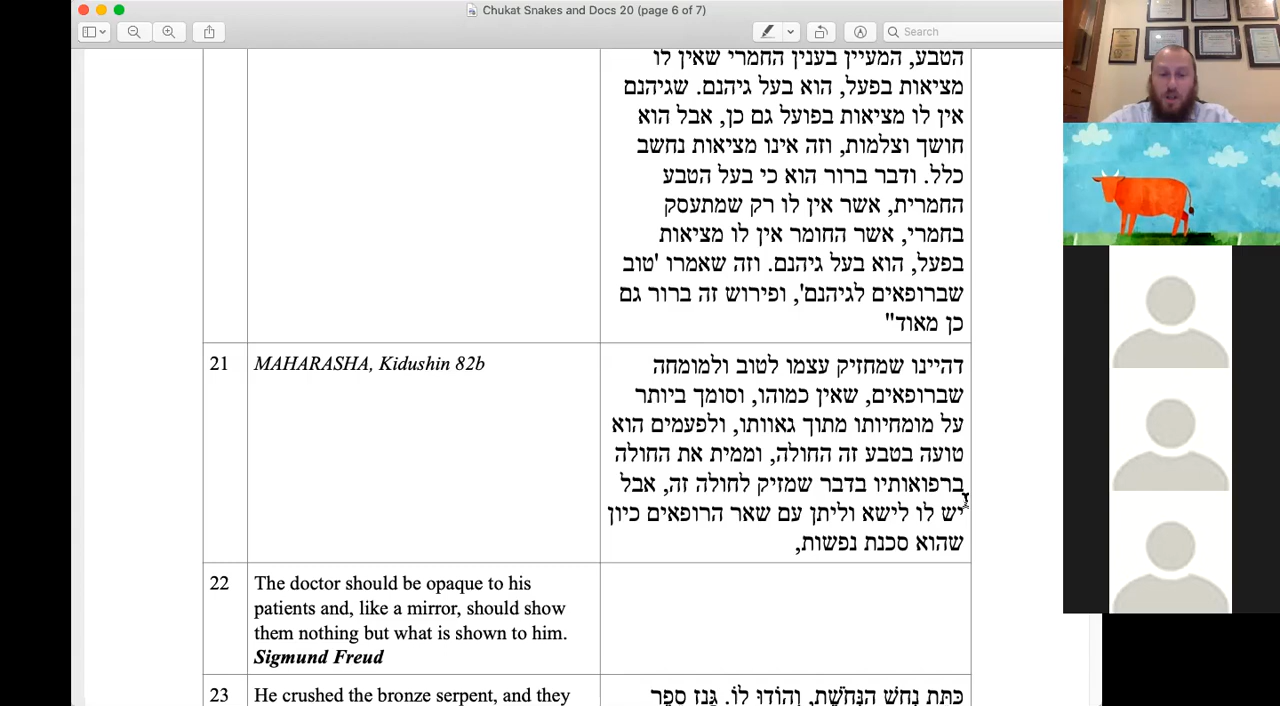 Chukat Snakes and Docs 20 (page 6 of 7)
Search
הטבע, המעיין בענין החמרי שאין לו
מציאות בפעל, הוא בעל גיהנם. שגיהנם
אין לו מציאות בפועל גם כן, אבל הוא
חושך וצלמות, וזה אינו מציאות נחשב
כלל. ודבר ברור הוא כי בעל הטבע
החמרית, אשר אין לו רק שמתעסק
בחמרי, אשר החומר אין לו מציאות
בפעל, הוא בעל גיהנם. וזה שאמרו 'טוב
שברופאים לגיהנם', ופירוש זה ברור גם
כן מאוד"
21
MAHARASHA, Kidushin 82b
דהיינו שמחזיק עצמו לטוב ולמומחה
שברופאים, שאין כמוהו, וסומך ביותר
על מומחיותו מתוך גאוותו, ולפעמים הוא
טועה בטבע זה החולה, וממית את החולה
ברפואותיו בדבר שמזיק לחולה זה, אבל
יש לו לישא וליתן עם שאר הרופאים כיון
שהוא סכנת נפשות,
22
The doctor should be opaque to his
patients and, like a mirror, should show
them nothing but what is shown to him.
Sigmund Freud
23
He crushed the bronze serpent, and they
כִּתֵּת נְחַשׁ הַנְּחֹשֶׁת, וְהוֹדוּ לוֹ. גָּנַז סֵפֶר